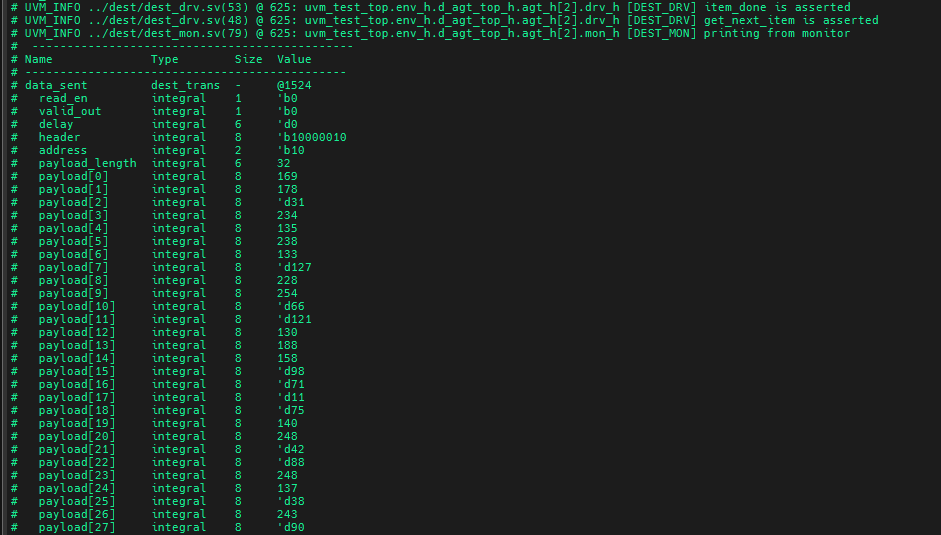 # UVM_INFO ../dest/dest_drv.sv(53) @ 625: uvm_test_top.env_h.d_agt_top_h.agt_h[2].drv_h [DEST_DRV] item_done is asserted
# UVM_INFO ../dest/dest_drv.sv(48) @ 625: uvm_test_top.env_h.d_agt_top_h.agt_h[2].drv_h [DEST_DRV] get_next_item is asserted
# UVM_INFO ../dest/dest_mon.sv(79) @ 625: uvm_test_top.env_h.d_agt_top_h.agt_h[2].mon_h [DEST_MON] printing from monitor
#  ----------------------------------------------
# Name              Type        Size  Value
# ----------------------------------------------
# data_sent         dest_trans  -     @1524
#   read_en         integral    1     'b0
#   valid_out       integral    1     'b0
#   delay           integral    6     'd0
#   header          integral    8     'b10000010
#   address         integral    2     'b10
#   payload_length  integral    6     32
#   payload[0]      integral    8     169
#   payload[1]      integral    8     178
#   payload[2]      integral    8     'd31
#   payload[3]      integral    8     234
#   payload[4]      integral    8     135
#   payload[5]      integral    8     238
#   payload[6]      integral    8     133
#   payload[7]      integral    8     'd127
#   payload[8]      integral    8     228
#   payload[9]      integral    8     254
#   payload[10]     integral    8     'd66
#   payload[11]     integral    8     'd121
#   payload[12]     integral    8     130
#   payload[13]     integral    8     188
#   payload[14]     integral    8     158
#   payload[15]     integral    8     'd98
#   payload[16]     integral    8     'd71
#   payload[17]     integral    8     'd11
#   payload[18]     integral    8     'd75
#   payload[19]     integral    8     140
#   payload[20]     integral    8     248
#   payload[21]     integral    8     'd42
#   payload[22]     integral    8     'd88
#   payload[23]     integral    8     248
#   payload[24]     integral    8     137
#   payload[25]     integral    8     'd38
#   payload[26]     integral    8     243
#   payload[27]     integral    8     'd90